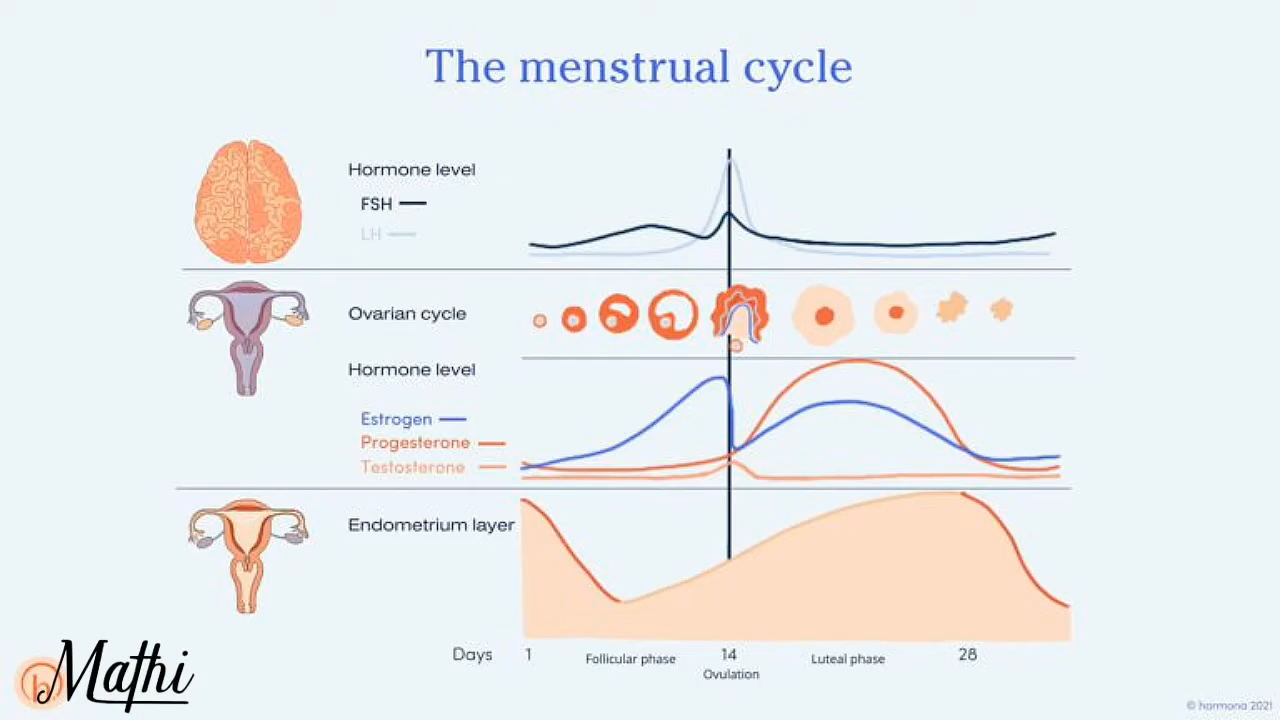 The menstrual cycle
Hormone level
FSH
LH
Ovarian cycle
Hormone level
Estrogen
Progesterone
Testosterone
Endometrium layer
Days 1 14 28
Follicular phase Luteal phase
Ovulation
Mathi
© hormona 2021